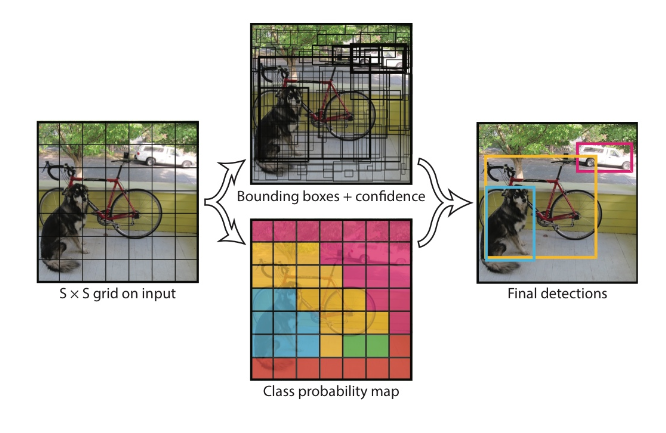 Bounding boxes + confidence
S × S grid on input
Final detections
Class probability map